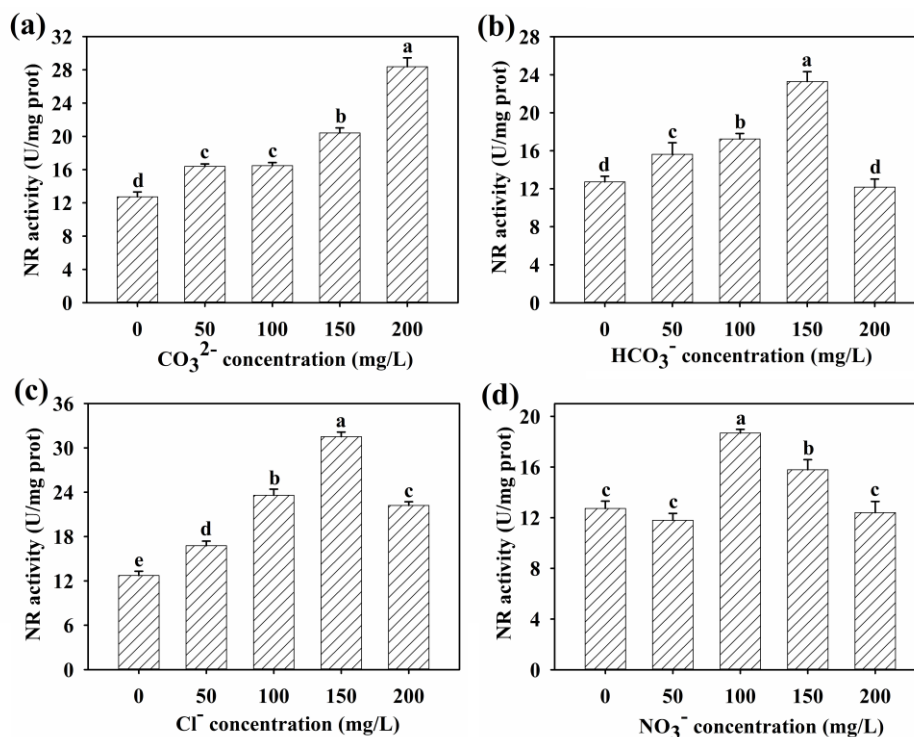 (a)
NR activity (U/mg prot)
32
28
24
20
16
12
8
4
0
d
c
c
b
a
0 50 100 150 200
CO₃²⁻ concentration (mg/L)
(b)
NR activity (U/mg prot)
28
24
20
16
12
8
4
0
d
c
b
a
d
0 50 100 150 200
HCO₃⁻ concentration (mg/L)
(c)
NR activity (U/mg prot)
36
30
24
18
12
6
0
e
d
b
a
c
0 50 100 150 200
Cl⁻ concentration (mg/L)
(d)
NR activity (U/mg prot)
20
16
12
8
4
0
c
c
a
b
c
0 50 100 150 200
NO₃⁻ concentration (mg/L)